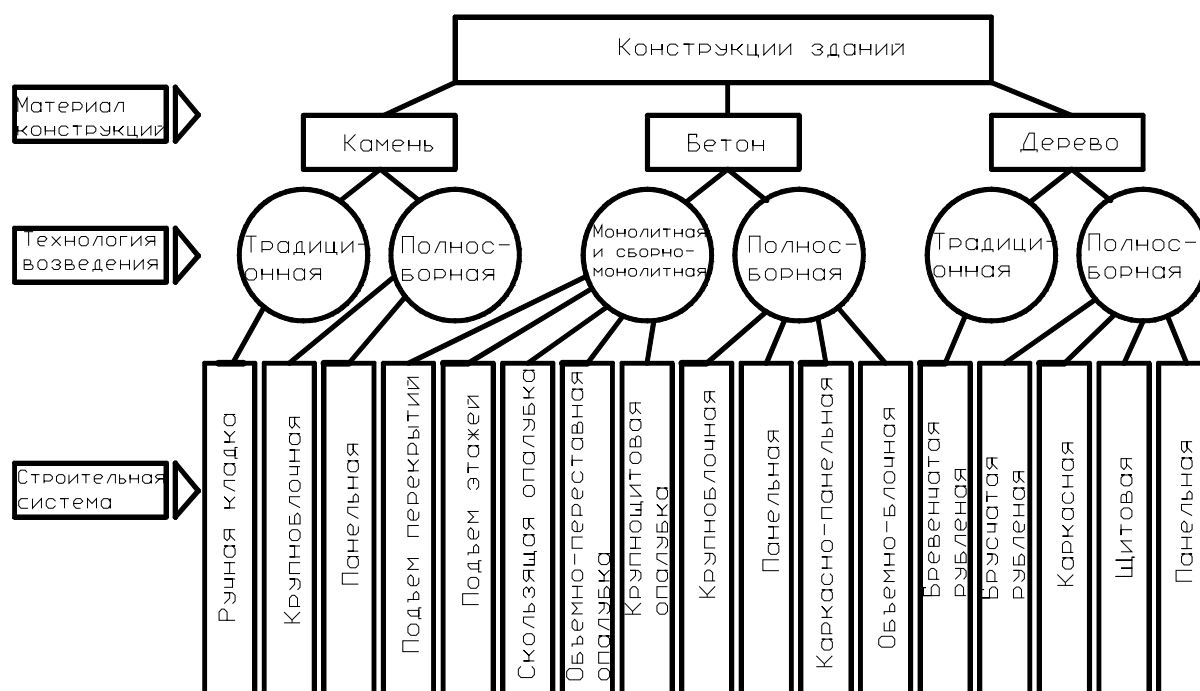 Конструкции зданий
Материал
конструкций
Камень
Бетон
Дерево
Технология
возведения
Традици-
онная
Полнос-
борная
Монолитная
и сборно-
монолитная
Полнос-
борная
Традици-
онная
Полнос-
борная
Строительная
система
Ручная кладка
Крупноблочная
Панельная
Подъем перекрытий
Подъем этажей
Скользящая опалубка
Объемно-переставная
опалубка
Крупнощитовая
опалубка
Крупноблочная
Панельная
Каркасно-панельная
Объемно-блочная
Бревенчатая
рубленая
Брусчатая
рубленая
Каркасная
Щитовая
Панельная